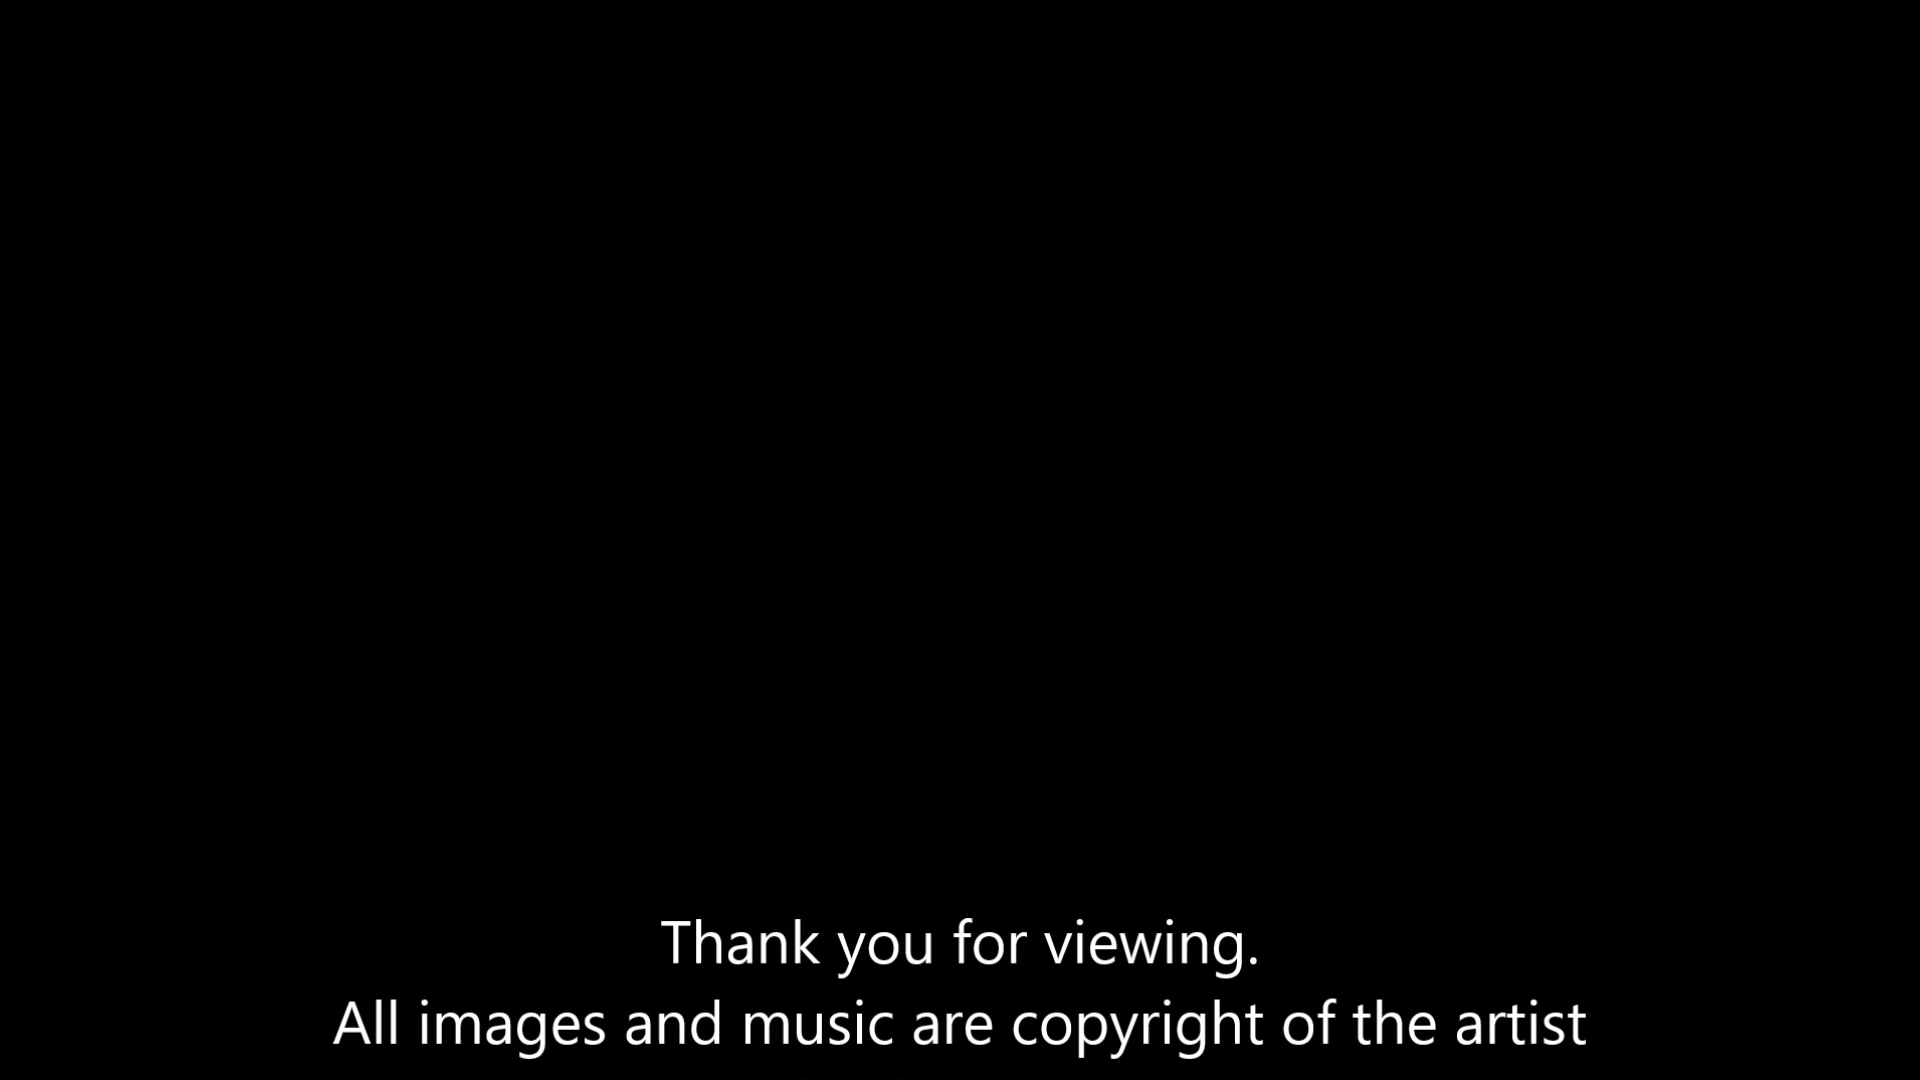 Thank you for viewing.
All images and music are copyright of the artist